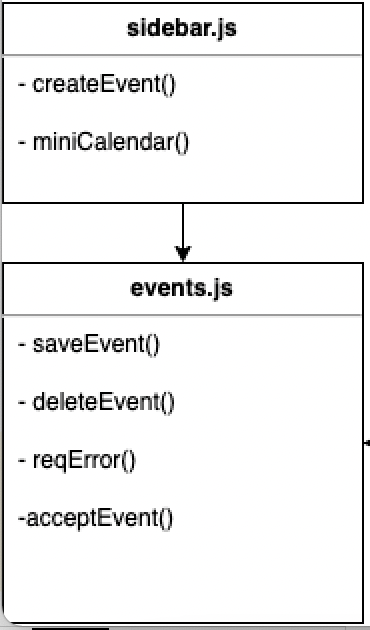 sidebar.js
- createEvent()
- miniCalendar()
events.js
- saveEvent()
- deleteEvent()
- reqError()
-acceptEvent()